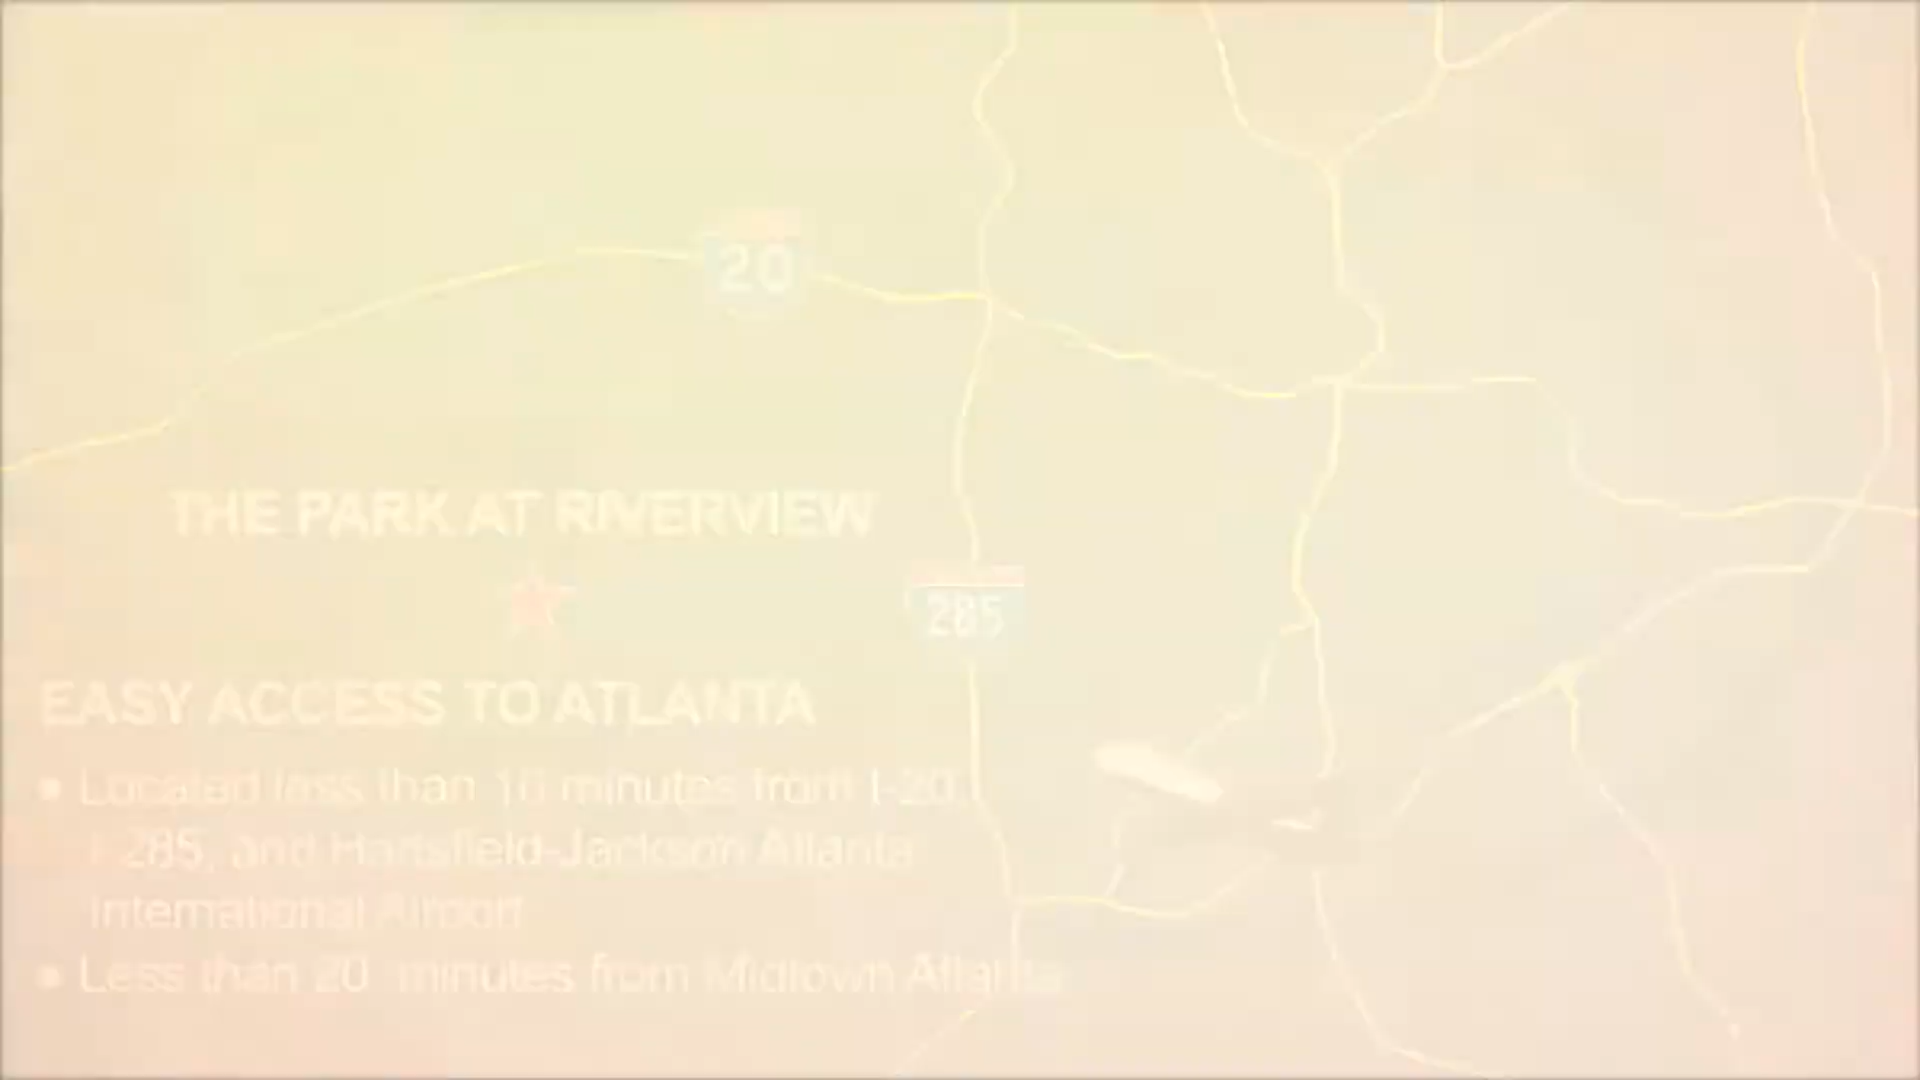 20
THE PARK AT RIVERVIEW
285
EASY ACCESS TO ATLANTA
• Located less than 10 minutes from I-20,
I-285, and Hartsfield-Jackson Atlanta
International Airport
• Less than 20 minutes from Midtown Atlanta